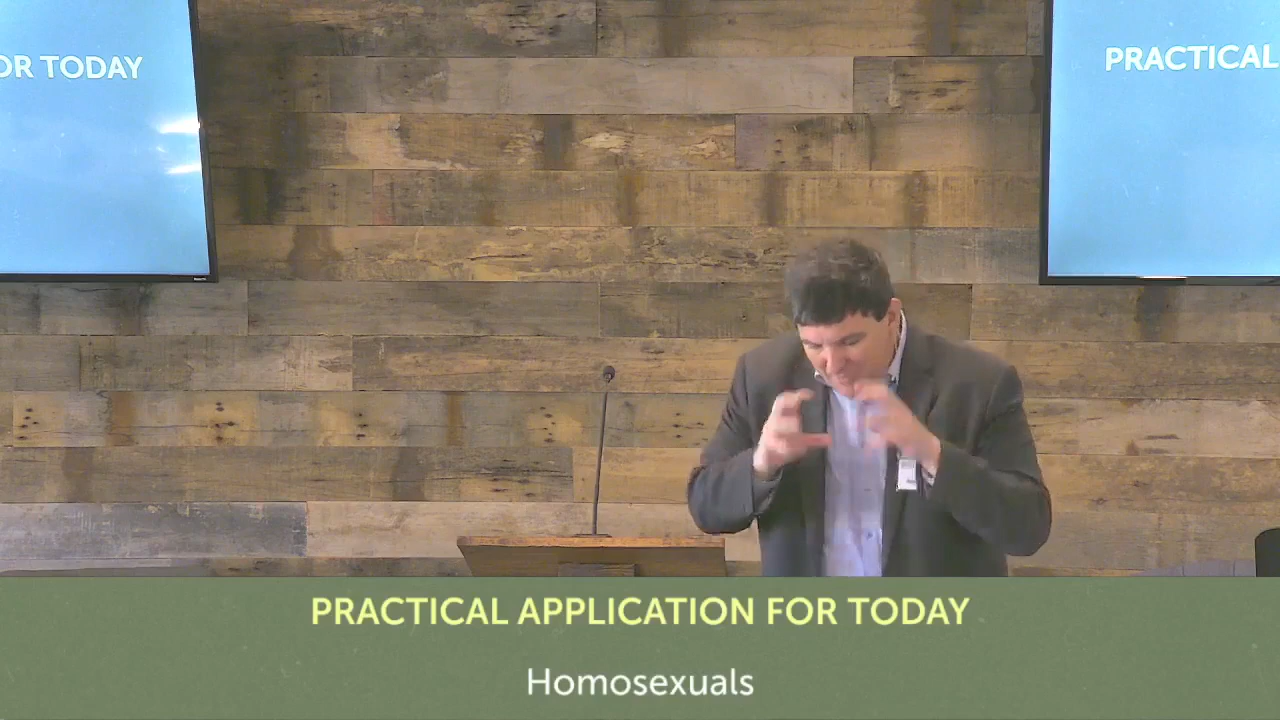 OR TODAY
PRACTICAL
PRACTICAL APPLICATION FOR TODAY
Homosexuals